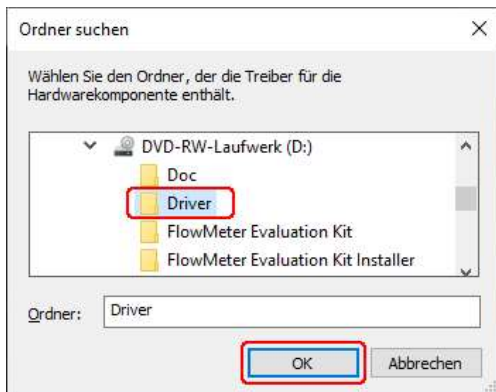 Ordner suchen
Wählen Sie den Ordner, der die Treiber für die
Hardwarekomponente enthält.
DVD-RW-Laufwerk (D:)
Doc
Driver
FlowMeter Evaluation Kit
FlowMeter Evaluation Kit Installer
Ordner: Driver
OK Abbrechen